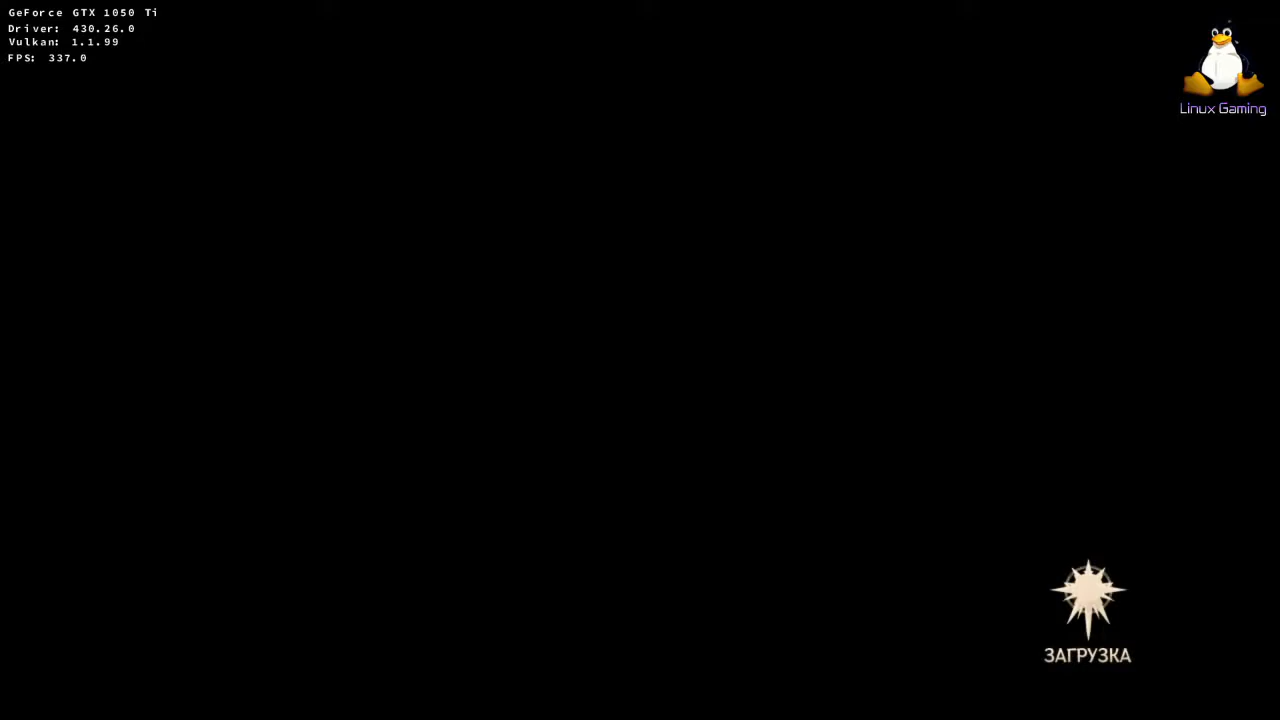 GeForce GTX 1050 Ti
Driver: 430.26.0
Vulkan: 1.1.99
FPS: 337.0
Linux Gaming
ЗАГРУЗКА